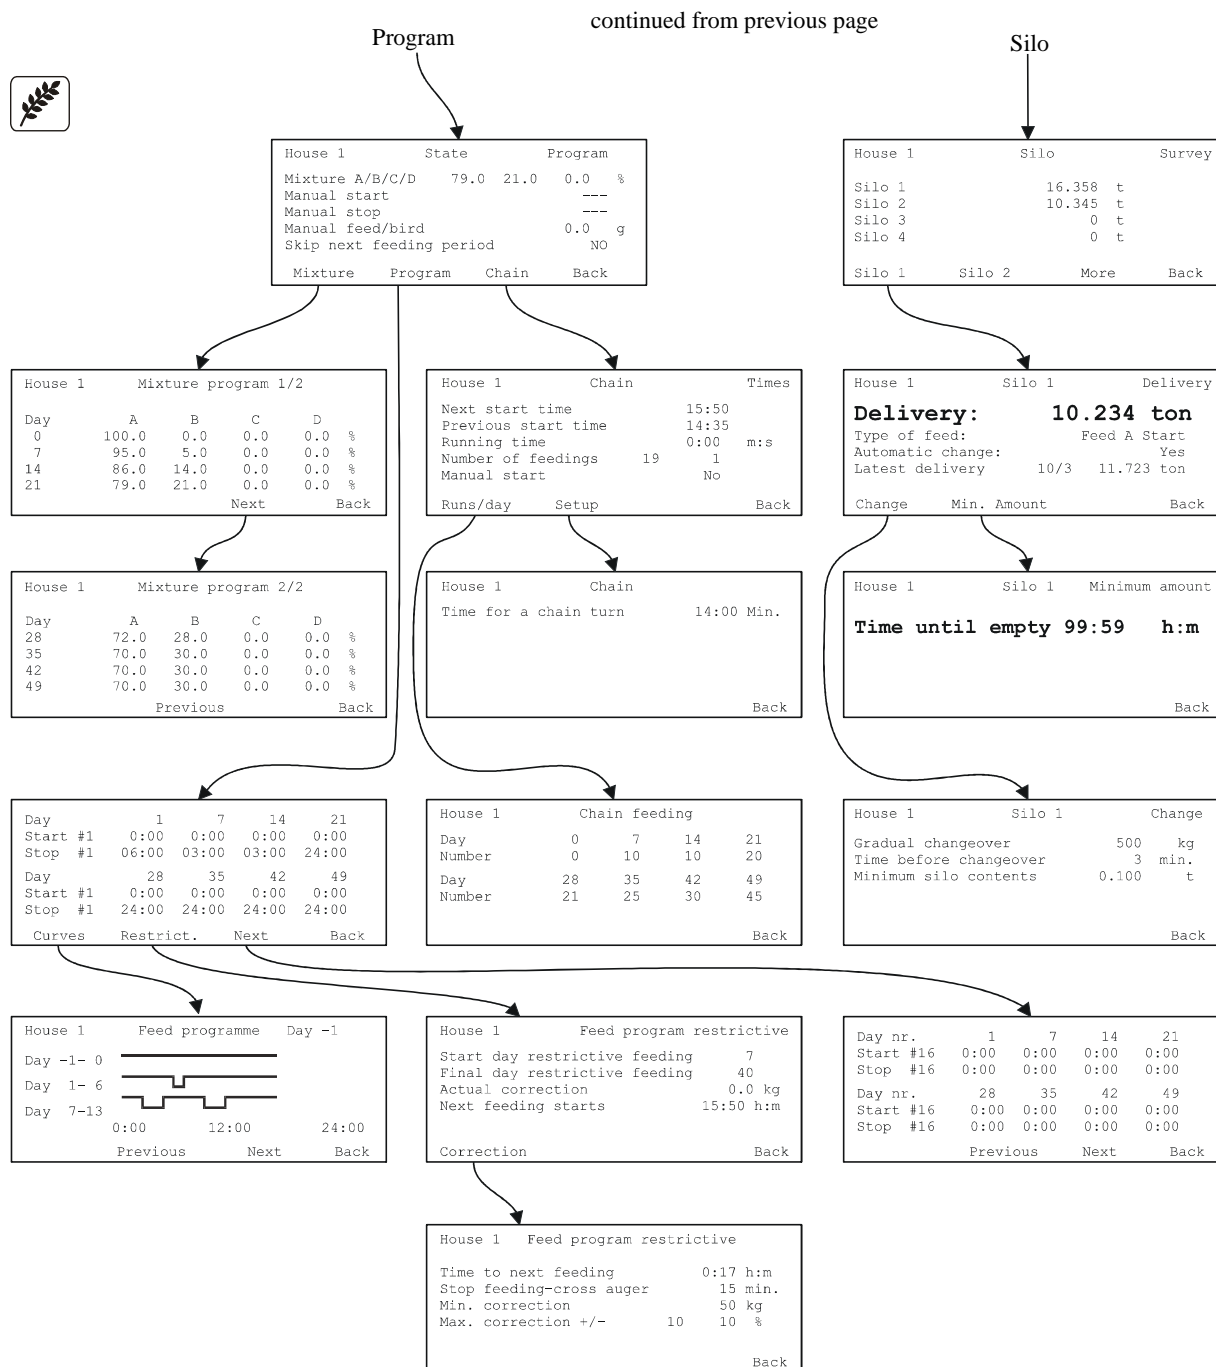 continued from previous page
Program
Silo
House 1 State Program
Mixture A/B/C/D 79.0 21.0 0.0 %
Manual start ---
Manual stop ---
Manual feed/bird 0.0 g
Skip next feeding period NO
Mixture Program Chain Back
House 1 Silo Survey
Silo 1 16.358 t
Silo 2 10.345 t
Silo 3 0 t
Silo 4 0 t
Silo 1 Silo 2 More Back
House 1 Mixture program 1/2
Day A B C D
0 100.0 0.0 0.0 0.0 %
7 95.0 5.0 0.0 0.0 %
14 86.0 14.0 0.0 0.0 %
21 79.0 21.0 0.0 0.0 %
Next Back
House 1 Chain Times
Next start time 15:50
Previous start time 14:35
Running time 0:00 m:s
Number of feedings 19 1
Manual start No
Runs/day Setup Back
House 1 Silo 1 Delivery
Delivery: 10.234 ton
Type of feed: Feed A Start
Automatic change: Yes
Latest delivery 10/3 11.723 ton
Change Min. Amount Back
House 1 Mixture program 2/2
Day A B C D
28 72.0 28.0 0.0 0.0 %
35 70.0 30.0 0.0 0.0 %
42 70.0 30.0 0.0 0.0 %
49 70.0 30.0 0.0 0.0 %
Previous Back
House 1 Chain
Time for a chain turn 14:00 Min.
Back
House 1 Silo 1 Minimum amount
Time until empty 99:59 h:m
Back
Day 1 7 14 21
Start #1 0:00 0:00 0:00 0:00
Stop #1 06:00 03:00 03:00 24:00
Day 28 35 42 49
Start #1 0:00 0:00 0:00 0:00
Stop #1 24:00 24:00 24:00 24:00
Curves Restrict. Next Back
House 1 Chain feeding
Day 0 7 14 21
Number 0 10 10 20
Day 28 35 42 49
Number 21 25 30 45
Back
House 1 Silo 1 Change
Gradual changeover 500 kg
Time before changeover 3 min.
Minimum silo contents 0.100 t
Back
House 1 Feed programme Day -1
Day -1- 0
Day 1- 6
Day 7-13
0:00 12:00 24:00
Previous Next Back
House 1 Feed program restrictive
Start day restrictive feeding 7
Final day restrictive feeding 40
Actual correction 0.0 kg
Next feeding starts 15:50 h:m
Correction Back
Day nr. 1 7 14 21
Start #16 0:00 0:00 0:00 0:00
Stop #16 0:00 0:00 0:00 0:00
Day nr. 28 35 42 49
Start #16 0:00 0:00 0:00 0:00
Stop #16 0:00 0:00 0:00 0:00
Previous Next Back
House 1 Feed program restrictive
Time to next feeding 0:17 h:m
Stop feeding-cross auger 15 min.
Min. correction 50 kg
Max. correction +/- 10 10 %
Back